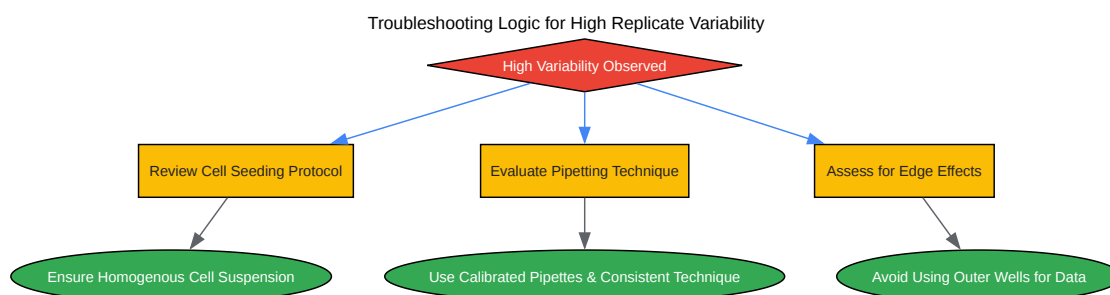 Troubleshooting Logic for High Replicate Variability
High Variability Observed
Review Cell Seeding Protocol
Evaluate Pipetting Technique
Assess for Edge Effects
Ensure Homogenous Cell Suspension
Use Calibrated Pipettes & Consistent Technique
Avoid Using Outer Wells for Data